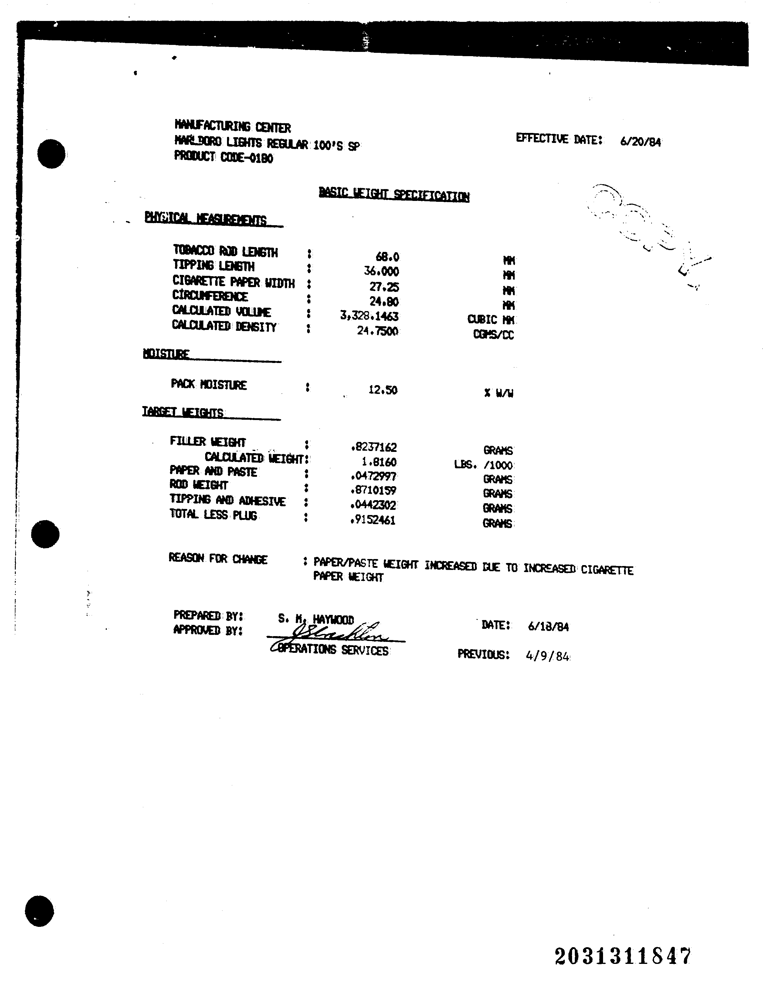 MANUFACTURING CENTER
MARLBORO LIGHTS REGULAR 100'S SP
PRODUCT CODE-0180
EFFECTIVE DATE: 6/20/84
BASIC WEIGHT SPECIFICATION
COPY
PHYSICAL MEASUREMENTS
TOBACCO ROD LENGTH : 68.0 MM
TIPPING LENGTH : 36.000 MM
CIGARETTE PAPER WIDTH : 27.25 MM
CIRCUMFERENCE : 24.80 MM
CALCULATED VOLUME : 3,328.1463 CUBIC MM
CALCULATED DENSITY : 24.7500 CGMS/CC
MOISTURE
PACK MOISTURE : 12.50 % W/W
TARGET WEIGHTS
FILLER WEIGHT : .8237162 GRAMS
CALCULATED WEIGHT: 1.8160 LBS. /1000
PAPER AND PASTE : .0472997 GRAMS
ROD WEIGHT : .8710159 GRAMS
TIPPING AND ADHESIVE : .0442302 GRAMS
TOTAL LESS PLUG : .9152461 GRAMS
REASON FOR CHANGE : PAPER/PASTE WEIGHT INCREASED DUE TO INCREASED CIGARETTE
PAPER WEIGHT
PREPARED BY: S. M. HAYWOOD DATE: 6/18/84
APPROVED BY:
OPERATIONS SERVICES PREVIOUS: 4/9/84
2031311847